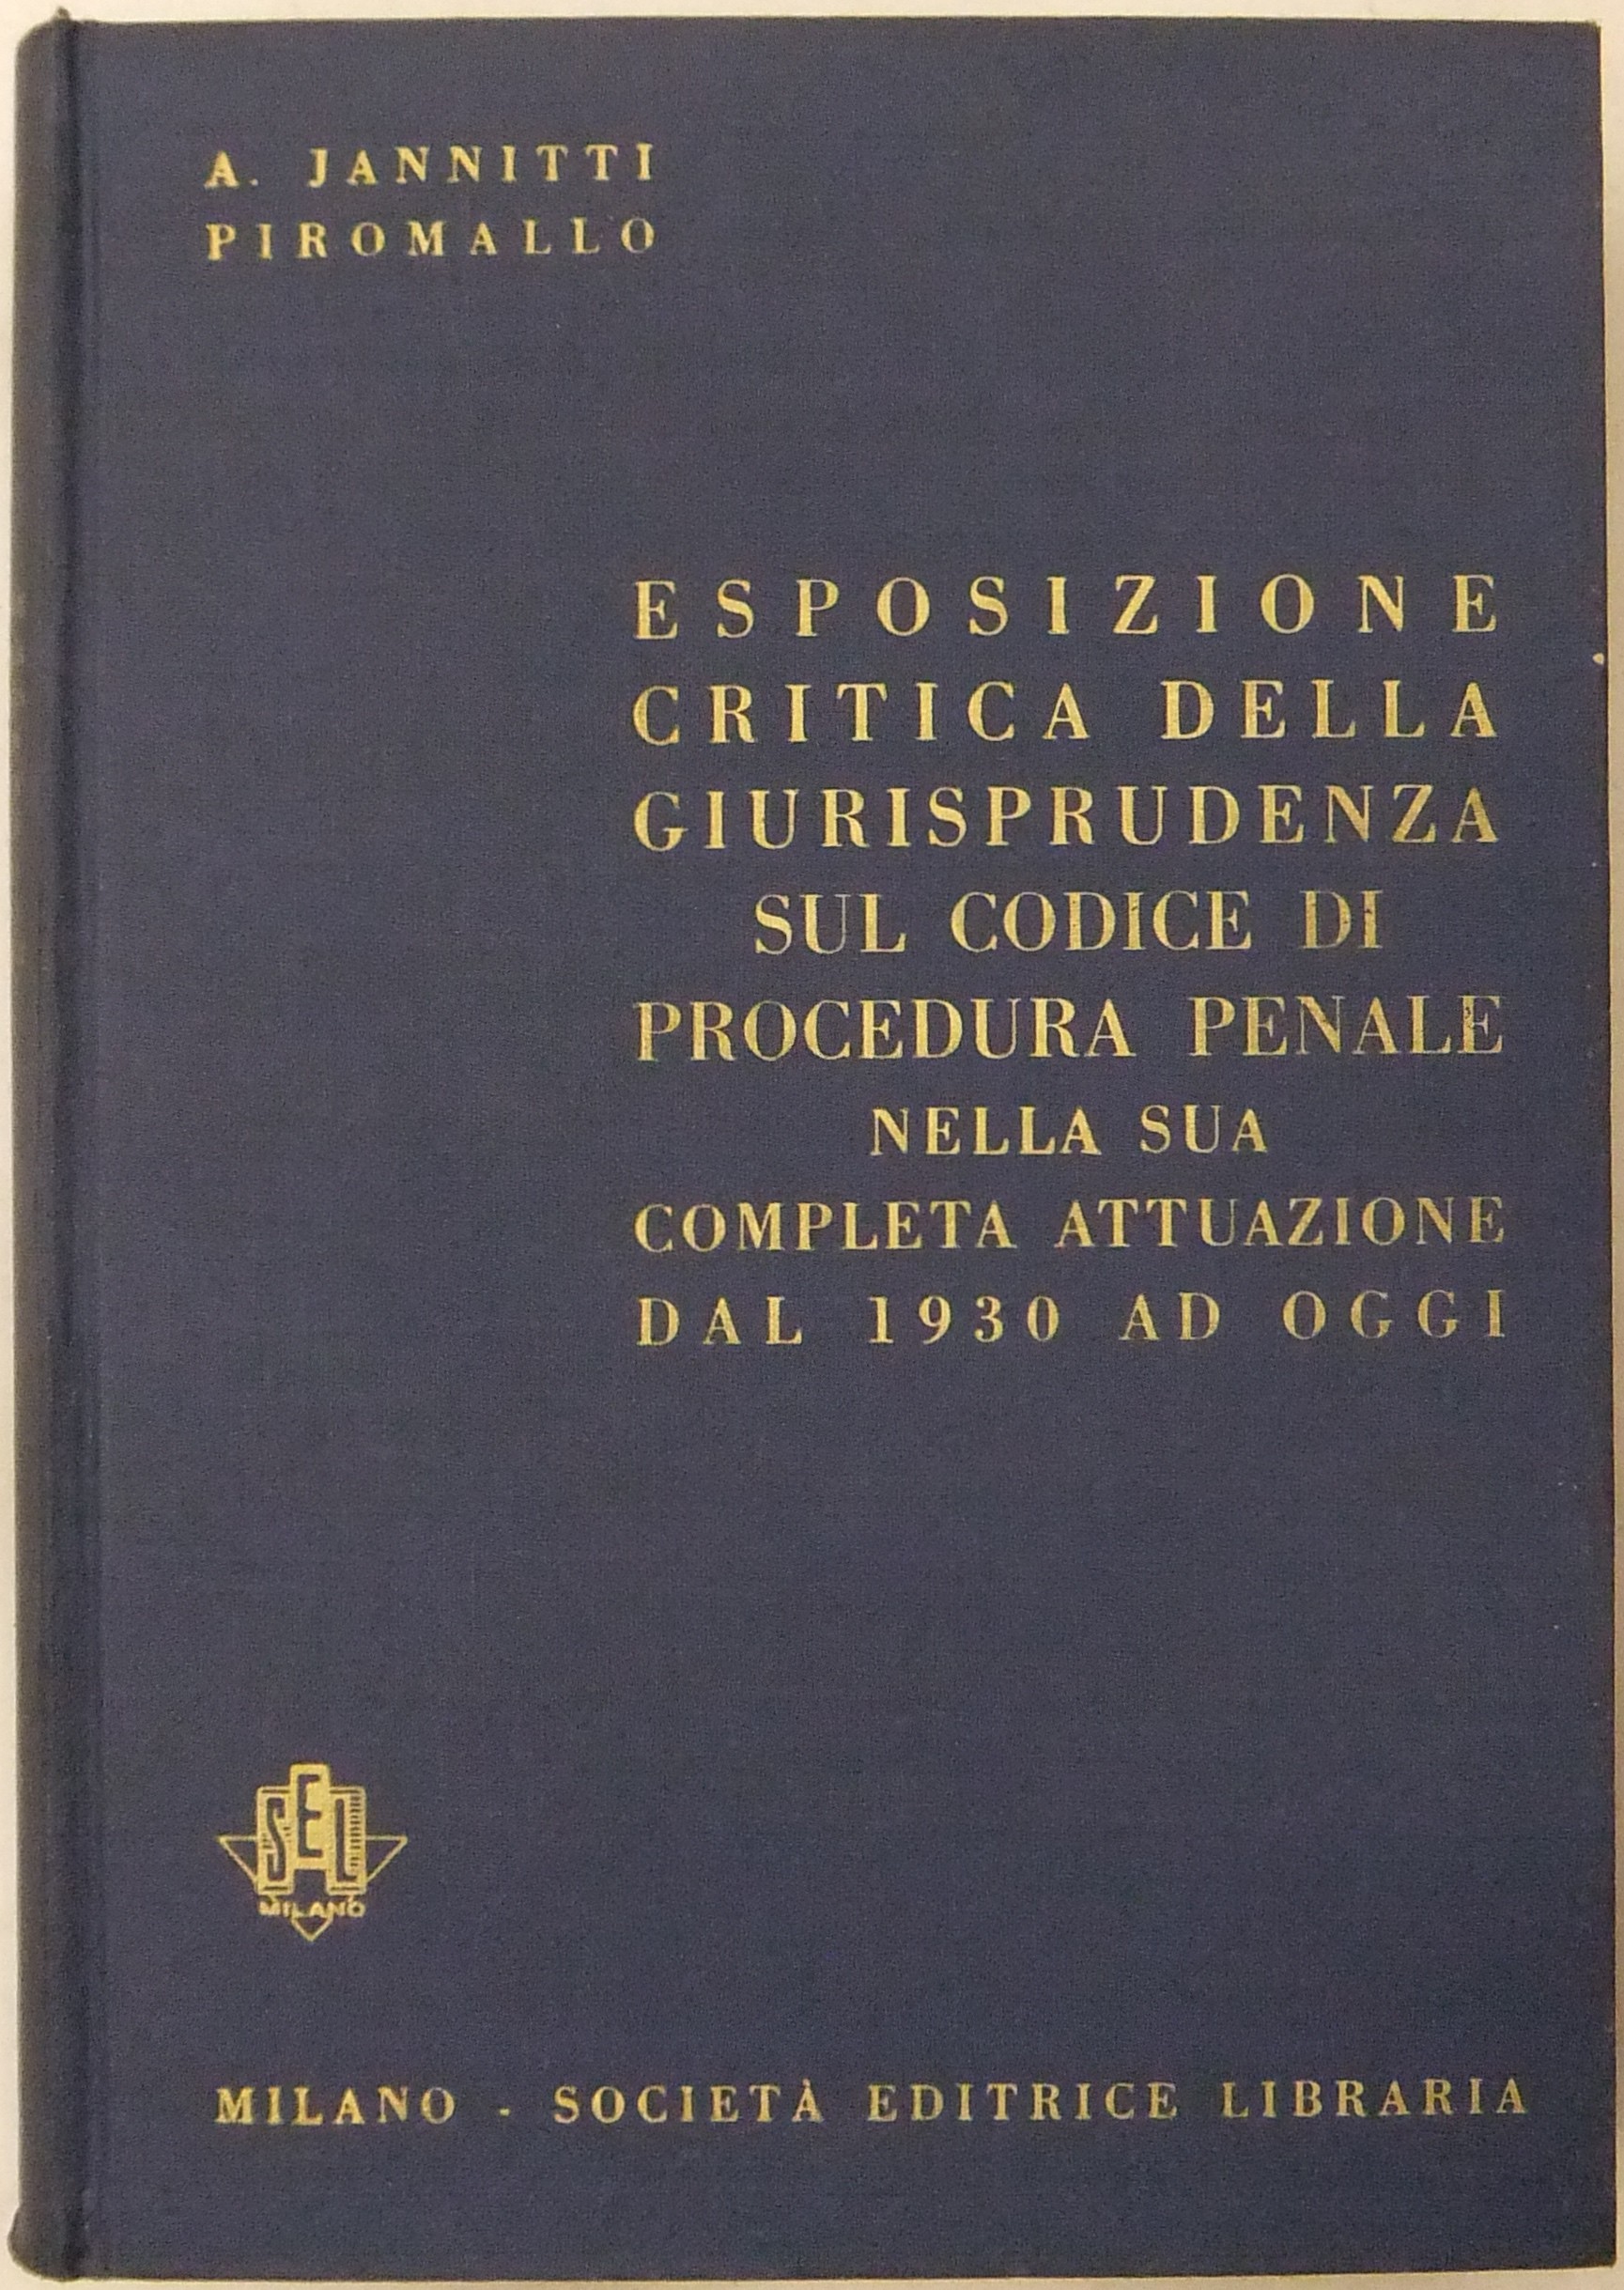 A. JANNITTI
PIROMALLO
ESPOSIZIONE
CRITICA DELLA
GIURISPRUDENZA
SUL CODICE DI
PROCEDURA PENALE
NELLA SUA
COMPLETA ATTUAZIONE
DAL 1930 AD OGGI
SEL
MILANO
MILANO - SOCIETÀ EDITRICE LIBRARIA